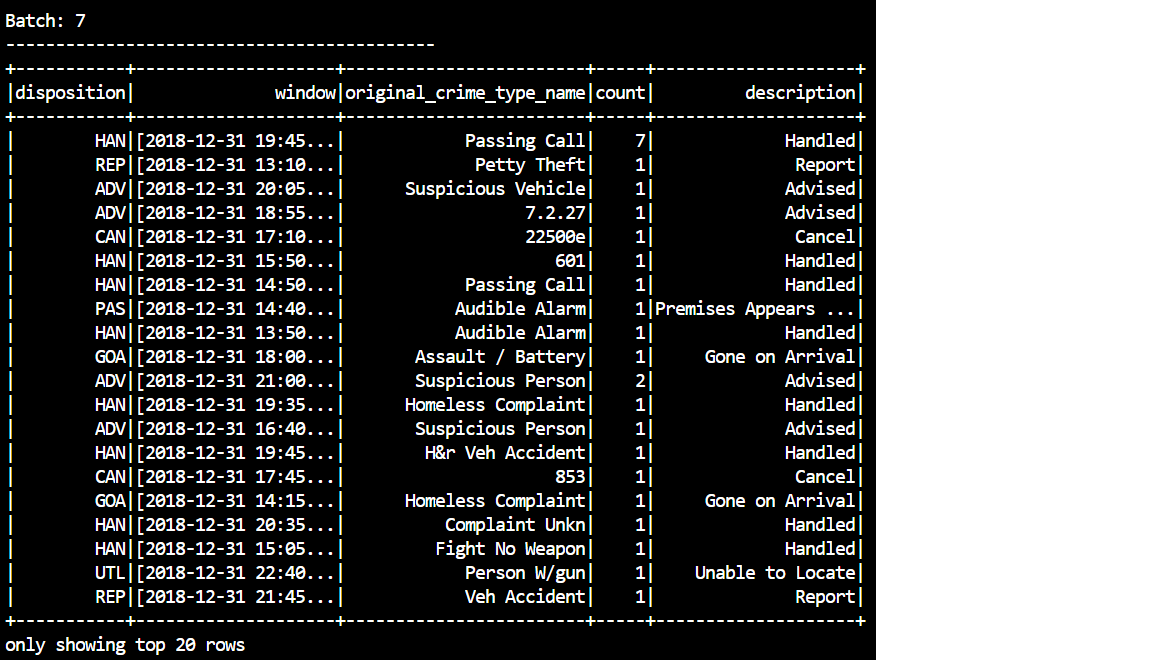 Batch: 7
-------------------------------------------
+-----------+--------------------+------------------------+-----+--------------------+
|disposition|              window|original_crime_type_name|count|         description|
+-----------+--------------------+------------------------+-----+--------------------+
|        HAN|[2018-12-31 19:45...|            Passing Call|    7|             Handled|
|        REP|[2018-12-31 13:10...|             Petty Theft|    1|              Report|
|        ADV|[2018-12-31 20:05...|      Suspicious Vehicle|    1|             Advised|
|        ADV|[2018-12-31 18:55...|                  7.2.27|    1|             Advised|
|        CAN|[2018-12-31 17:10...|                  22500e|    1|              Cancel|
|        HAN|[2018-12-31 15:50...|                     601|    1|             Handled|
|        HAN|[2018-12-31 14:50...|            Passing Call|    1|             Handled|
|        PAS|[2018-12-31 14:40...|           Audible Alarm|    1|Premises Appears ...|
|        HAN|[2018-12-31 13:50...|           Audible Alarm|    1|             Handled|
|        GOA|[2018-12-31 18:00...|       Assault / Battery|    1|     Gone on Arrival|
|        ADV|[2018-12-31 21:00...|       Suspicious Person|    2|             Advised|
|        HAN|[2018-12-31 19:35...|      Homeless Complaint|    1|             Handled|
|        ADV|[2018-12-31 16:40...|       Suspicious Person|    1|             Advised|
|        HAN|[2018-12-31 19:45...|        H&r Veh Accident|    1|             Handled|
|        CAN|[2018-12-31 17:45...|                     853|    1|              Cancel|
|        GOA|[2018-12-31 14:15...|      Homeless Complaint|    1|     Gone on Arrival|
|        HAN|[2018-12-31 20:35...|          Complaint Unkn|    1|             Handled|
|        HAN|[2018-12-31 15:05...|         Fight No Weapon|    1|             Handled|
|        UTL|[2018-12-31 22:40...|            Person W/gun|    1|    Unable to Locate|
|        REP|[2018-12-31 21:45...|            Veh Accident|    1|              Report|
+-----------+--------------------+------------------------+-----+--------------------+
only showing top 20 rows